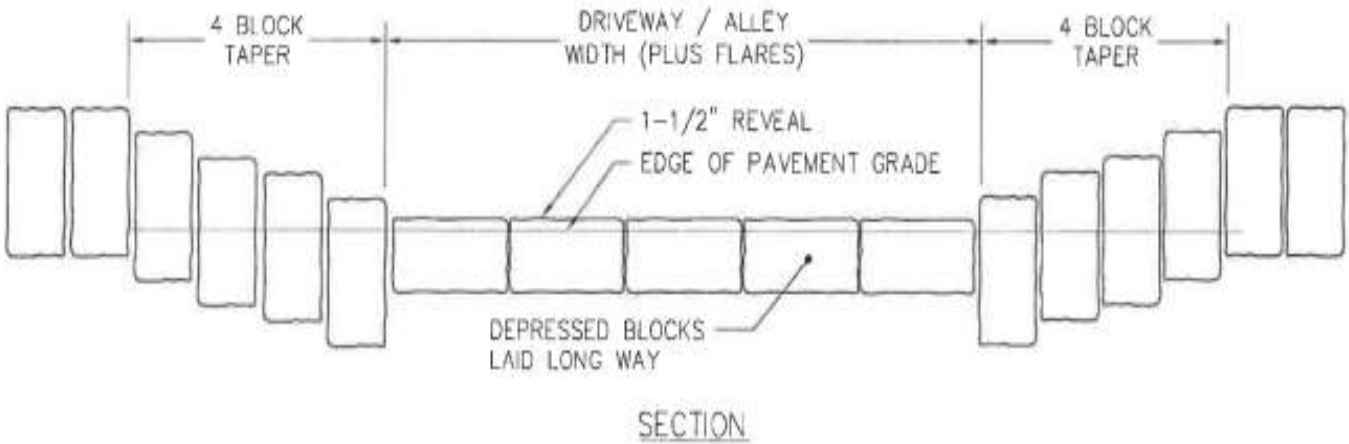 4 BLOCK
TAPER
DRIVEWAY / ALLEY
WIDTH (PLUS FLARES)
4 BLOCK
TAPER
1-1/2" REVEAL
EDGE OF PAVEMENT GRADE
DEPRESSED BLOCKS
LAID LONG WAY
SECTION